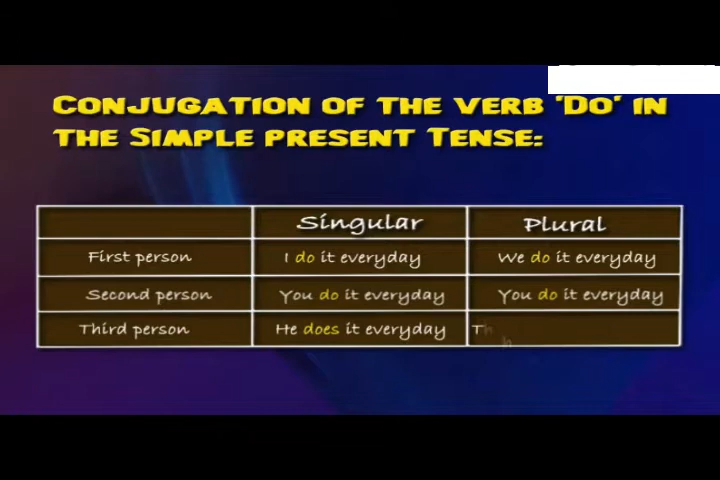 Conjugation of the verb 'Do' in
the Simple present Tense:
Singular Plural
First person I do it everyday We do it everyday
Second person You do it everyday You do it everyday
Third person He does it everyday